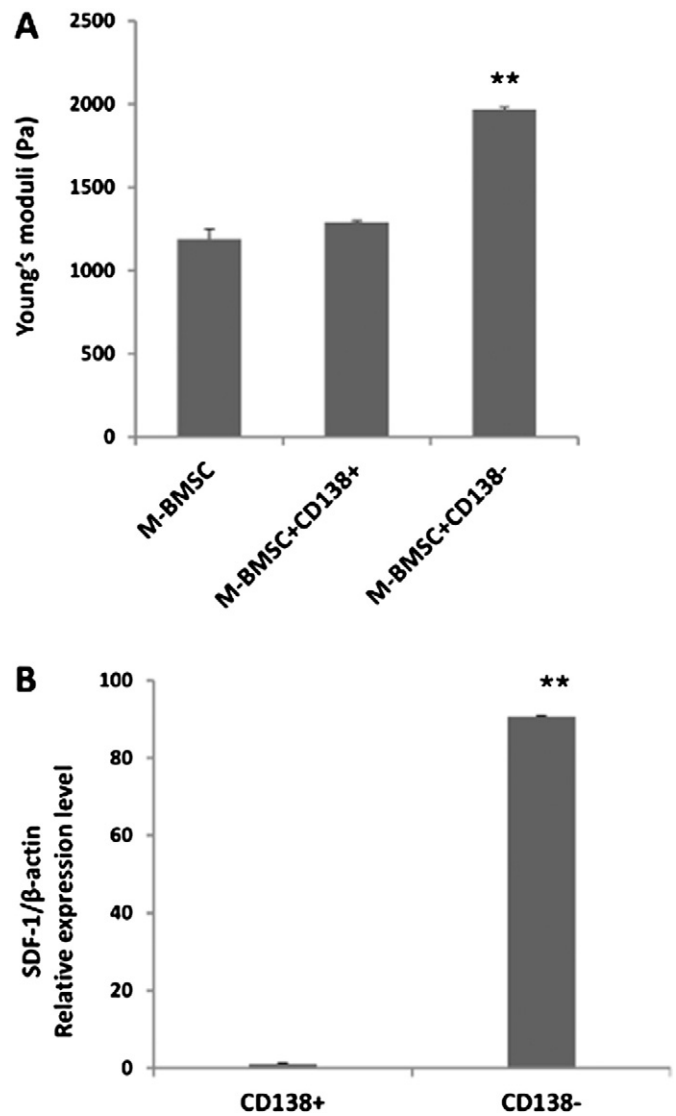 A
2500
2000
1500
1000
500
0
Young's moduli (Pa)
**
M-BMSC
M-BMSC+CD138+
M-BMSC+CD138-
B
100
80
60
40
20
0
SDF-1/β-actin
Relative expression level
**
CD138+
CD138-